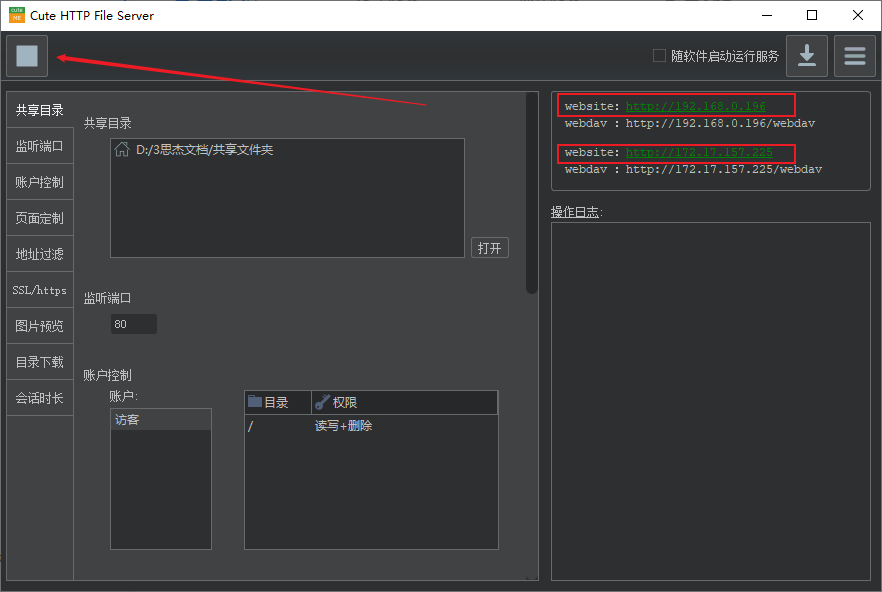 cute
Cute HTTP File Server
随软件启动运行服务
共享目录
监听端口
账户控制
页面定制
地址过滤
SSL/https
图片预览
目录下载
会话时长
共享目录
D:/3思杰文档/共享文件夹
打开
监听端口
80
账户控制
账户:
访客
目录 权限
/ 读写+删除
website: http://192.168.0.196
webdav : http://192.168.0.196/webdav
website: http://172.17.157.225
webdav : http://172.17.157.225/webdav
操作日志: